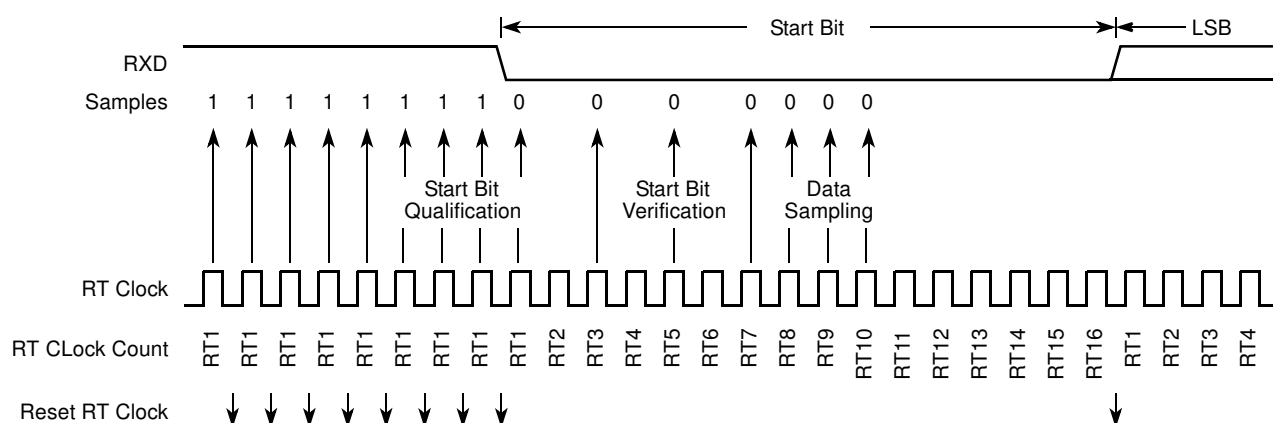 Start Bit LSB
RXD
Samples 1 1 1 1 1 1 1 1 0 0 0 0 0 0 0
Start Bit Qualification
Start Bit Verification
Data Sampling
RT Clock
RT CLock Count RT1 RT1 RT1 RT1 RT1 RT1 RT1 RT1 RT1 RT2 RT3 RT4 RT5 RT6 RT7 RT8 RT9 RT10 RT11 RT12 RT13 RT14 RT15 RT16 RT1 RT2 RT3 RT4
Reset RT Clock